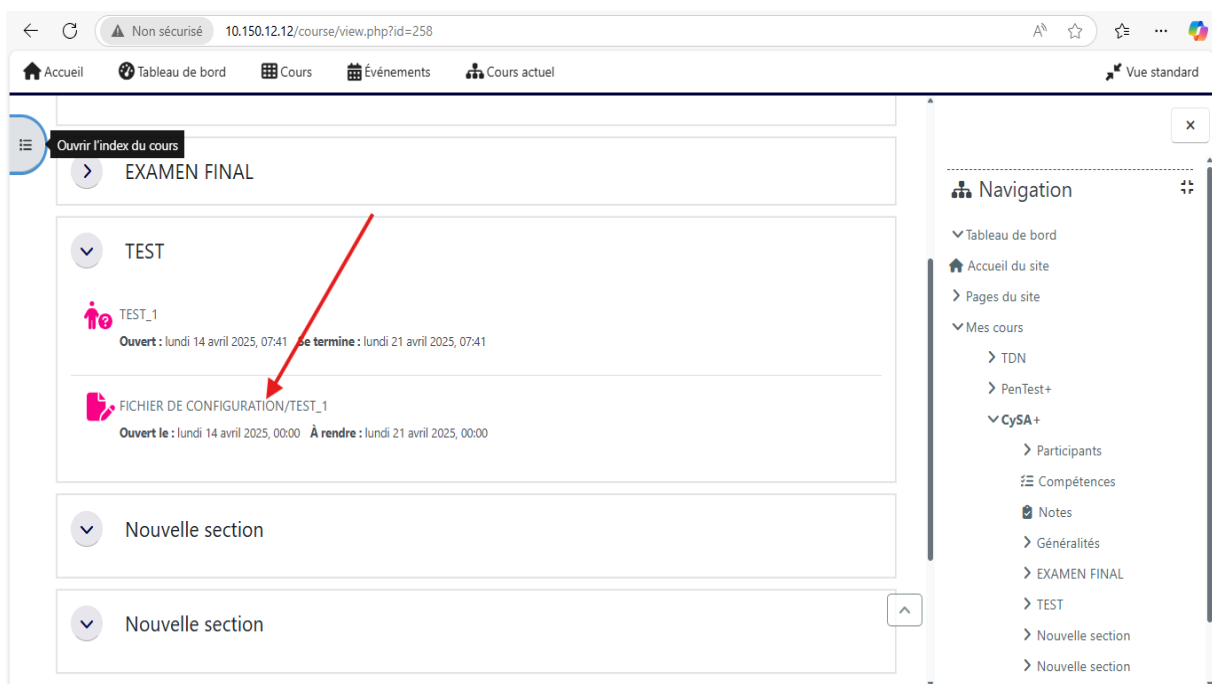 Non sécurisé 10.150.12.12/course/view.php?id=258
Accueil Tableau de bord Cours Événements Cours actuel Vue standard
Ouvrir l'index du cours
EXAMEN FINAL
TEST
TEST_1
Ouvert : lundi 14 avril 2025, 07:41 Se termine : lundi 21 avril 2025, 07:41
FICHIER DE CONFIGURATION/TEST_1
Ouvert le : lundi 14 avril 2025, 00:00 À rendre : lundi 21 avril 2025, 00:00
Nouvelle section
Nouvelle section
Navigation
Tableau de bord
Accueil du site
Pages du site
Mes cours
TDN
PenTest+
CySA+
Participants
Compétences
Notes
Généralités
EXAMEN FINAL
TEST
Nouvelle section
Nouvelle section